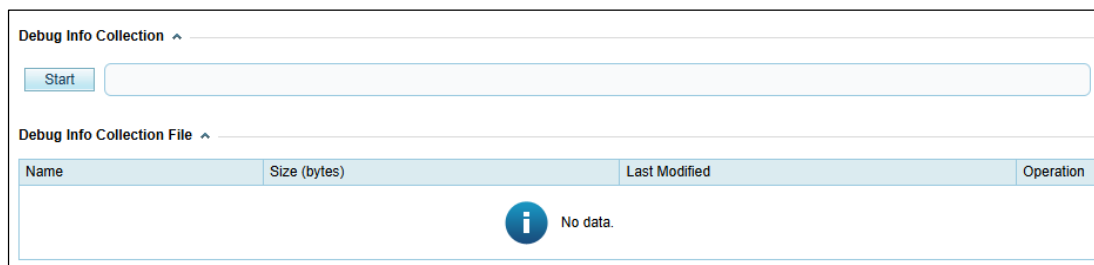 Debug Info Collection
Start
Debug Info Collection File
Name Size (bytes) Last Modified Operation
No data.